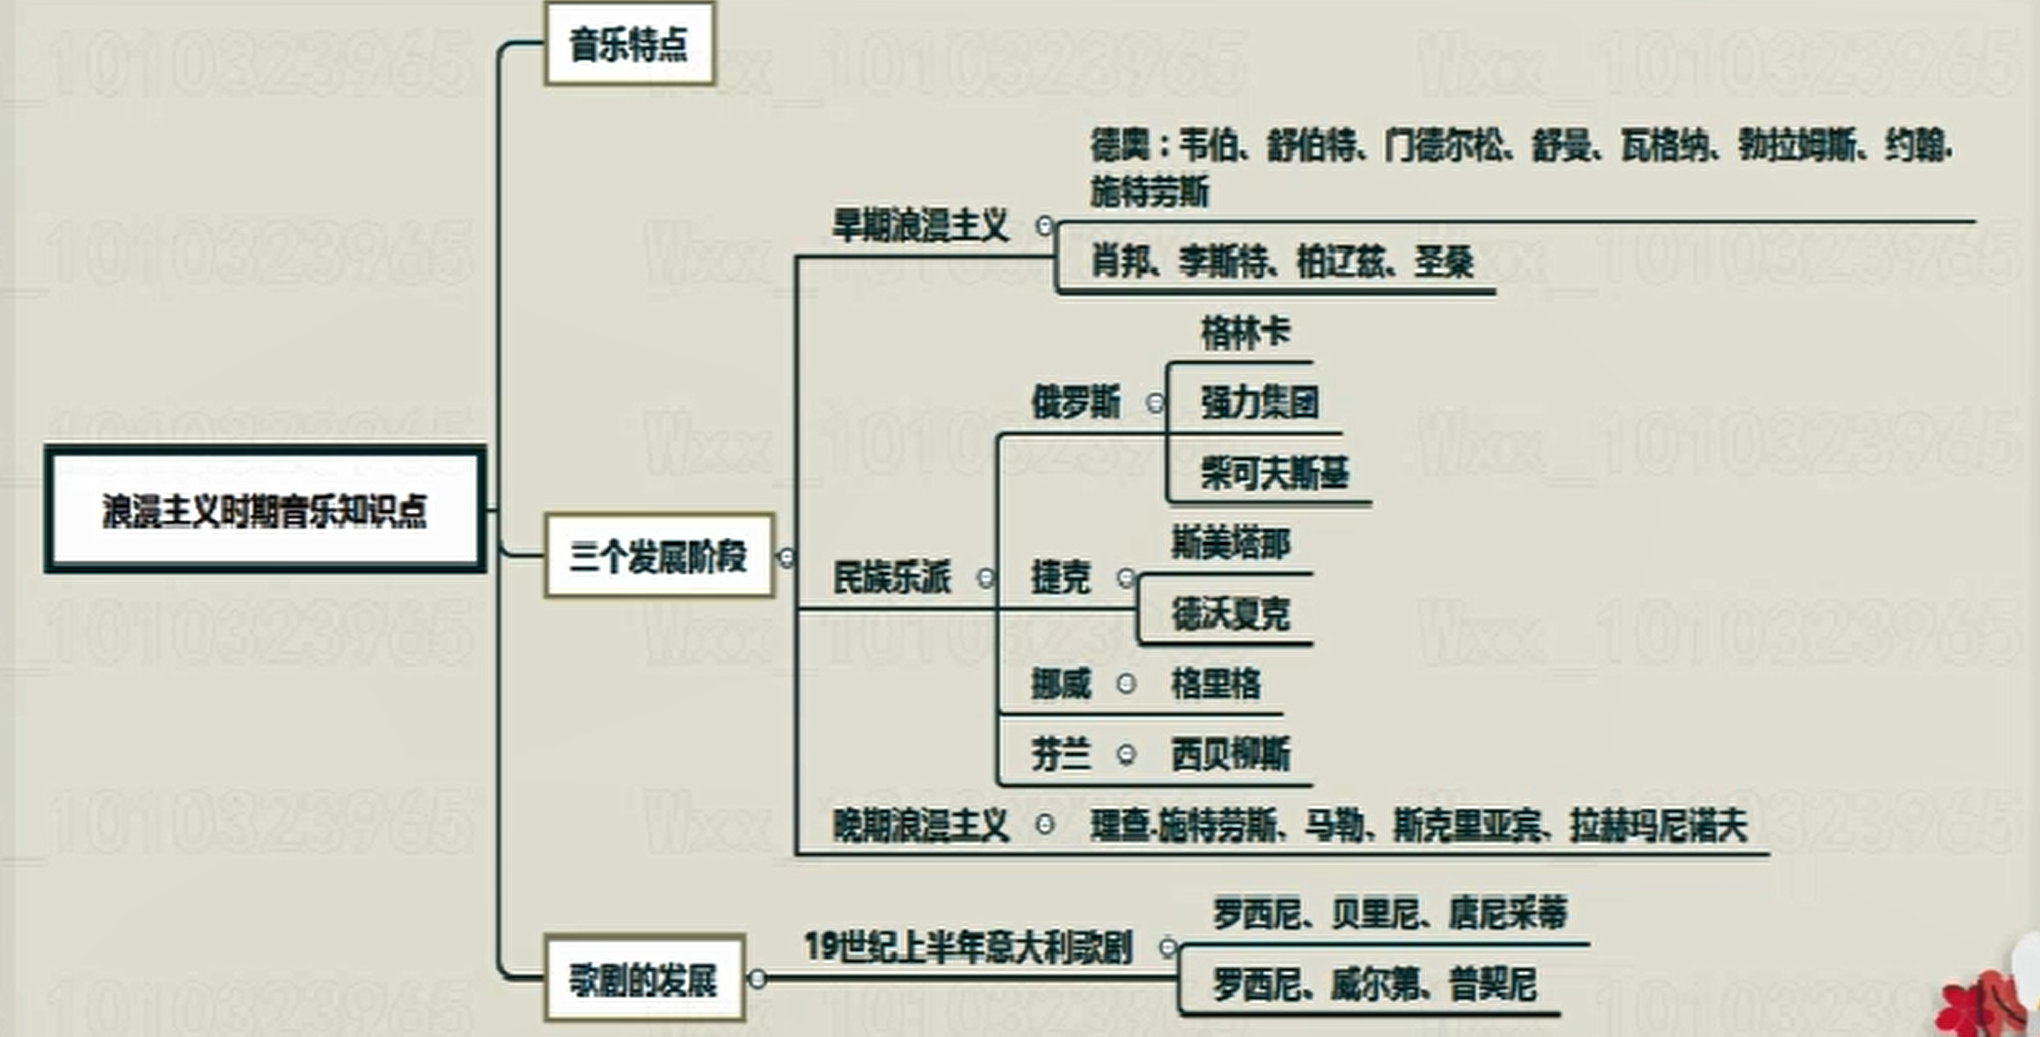 音乐特点
德奥：韦伯、舒伯特、门德尔松、舒曼、瓦格纳、勃拉姆斯、约翰.
施特劳斯
早期浪漫主义
肖邦、李斯特、柏辽兹、圣桑
格林卡
俄罗斯
强力集团
柴可夫斯基
浪漫主义时期音乐知识点
三个发展阶段
民族乐派
捷克
斯美塔那
德沃夏克
挪威
格里格
芬兰
西贝柳斯
晚期浪漫主义
理查.施特劳斯、马勒、斯克里亚宾、拉赫玛尼诺夫
歌剧的发展
19世纪上半年意大利歌剧
罗西尼、贝里尼、唐尼采蒂
罗西尼、威尔第、普契尼
Wxx_1010323965